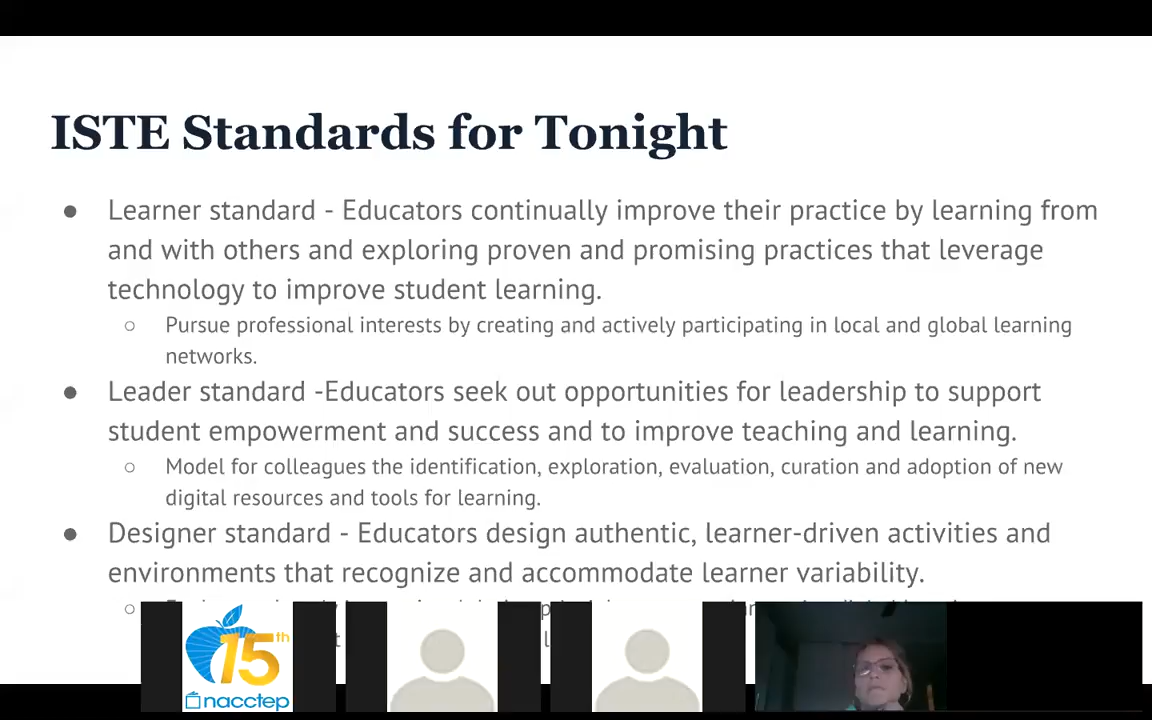 ISTE Standards for Tonight
● Learner standard - Educators continually improve their practice by learning from
and with others and exploring proven and promising practices that leverage
technology to improve student learning.
○ Pursue professional interests by creating and actively participating in local and global learning
networks.
● Leader standard -Educators seek out opportunities for leadership to support
student empowerment and success and to improve teaching and learning.
○ Model for colleagues the identification, exploration, evaluation, curation and adoption of new
digital resources and tools for learning.
● Designer standard - Educators design authentic, learner-driven activities and
environments that recognize and accommodate learner variability.
15th
nacctep